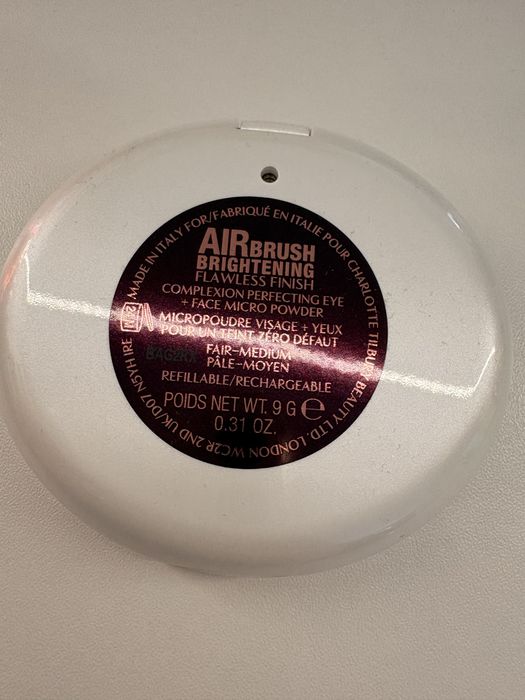 MADE IN ITALY FOR/FABRIQUÉ EN ITALIE POUR CHARLOTTE TILBURY BEAUTY LTD. LONDON WC2R 2ND UK/D07 N5YHIRE
AIRBRUSH
BRIGHTENING
FLAWLESS FINISH
COMPLEXION PERFECTING EYE
+ FACE MICRO POWDER
MICROPOUDRE VISAGE + YEUX
POUR UN TEINT ZÉRO DÉFAUT
FAIR-MEDIUM
PÂLE-MOYEN
REFILLABLE/RECHARGEABLE
POIDS NET WT. 9 G ℮
0.31 OZ.